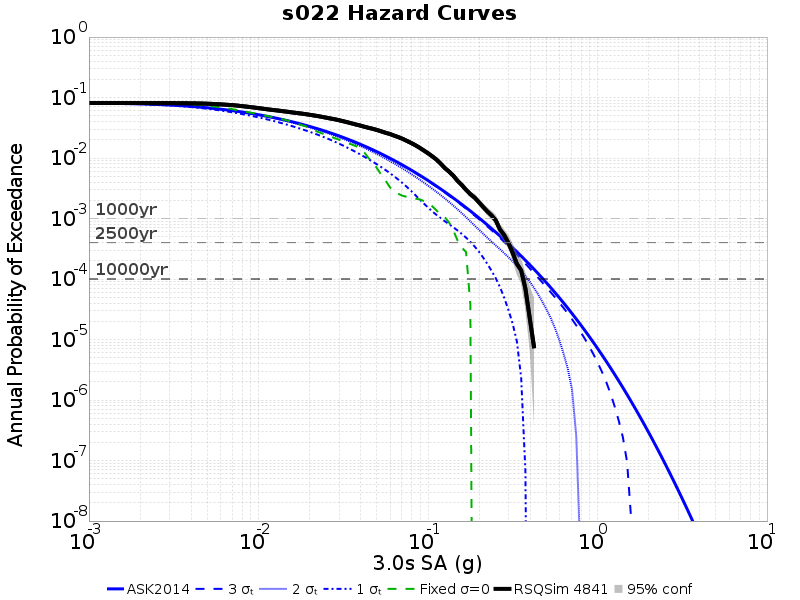 s022 Hazard Curves
Annual Probability of Exceedance
10^0
10^-1
10^-2
10^-3
10^-4
10^-5
10^-6
10^-7
10^-8
1000yr
2500yr
10000yr
10^-3 10^-2 10^-1 10^0 10^1
3.0s SA (g)
ASK2014 3 σₜ 2 σₜ 1 σₜ Fixed σ=0 RSQSim 4841 95% conf